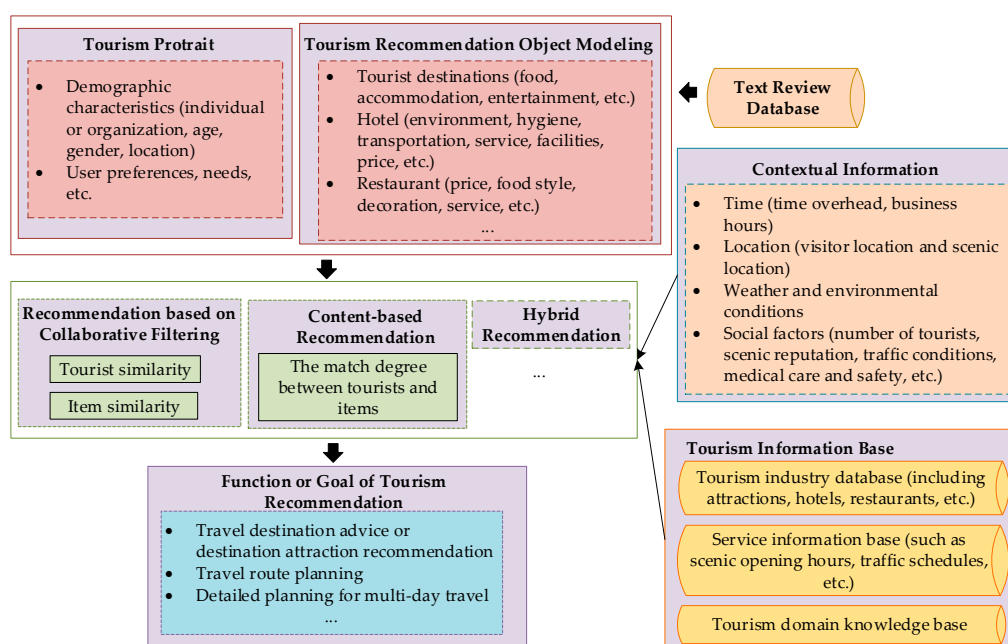 Tourism Protrait
• Demographic
characteristics (individual
or organization, age,
gender, location)
• User preferences, needs,
etc.
Tourism Recommendation Object Modeling
• Tourist destinations (food,
accommodation, entertainment, etc.)
• Hotel (environment, hygiene,
transportation, service, facilities,
price, etc.)
• Restaurant (price, food style,
decoration, service, etc.)
...
Text Review
Database
Contextual Information
• Time (time overhead, business
hours)
• Location (visitor location and scenic
location)
• Weather and environmental
conditions
• Social factors (number of tourists,
scenic reputation, traffic conditions,
medical care and safety, etc.)
Recommendation based on
Collaborative Filtering
Tourist similarity
Item similarity
Content-based
Recommendation
The match degree
between tourists and
items
Hybrid
Recommendation
...
Tourism Information Base
Tourism industry database (including
attractions, hotels, restaurants, etc.)
Service information base (such as
scenic opening hours, traffic schedules,
etc.)
Tourism domain knowledge base
Function or Goal of Tourism
Recommendation
• Travel destination advice or
destination attraction recommendation
• Travel route planning
• Detailed planning for multi-day travel
...